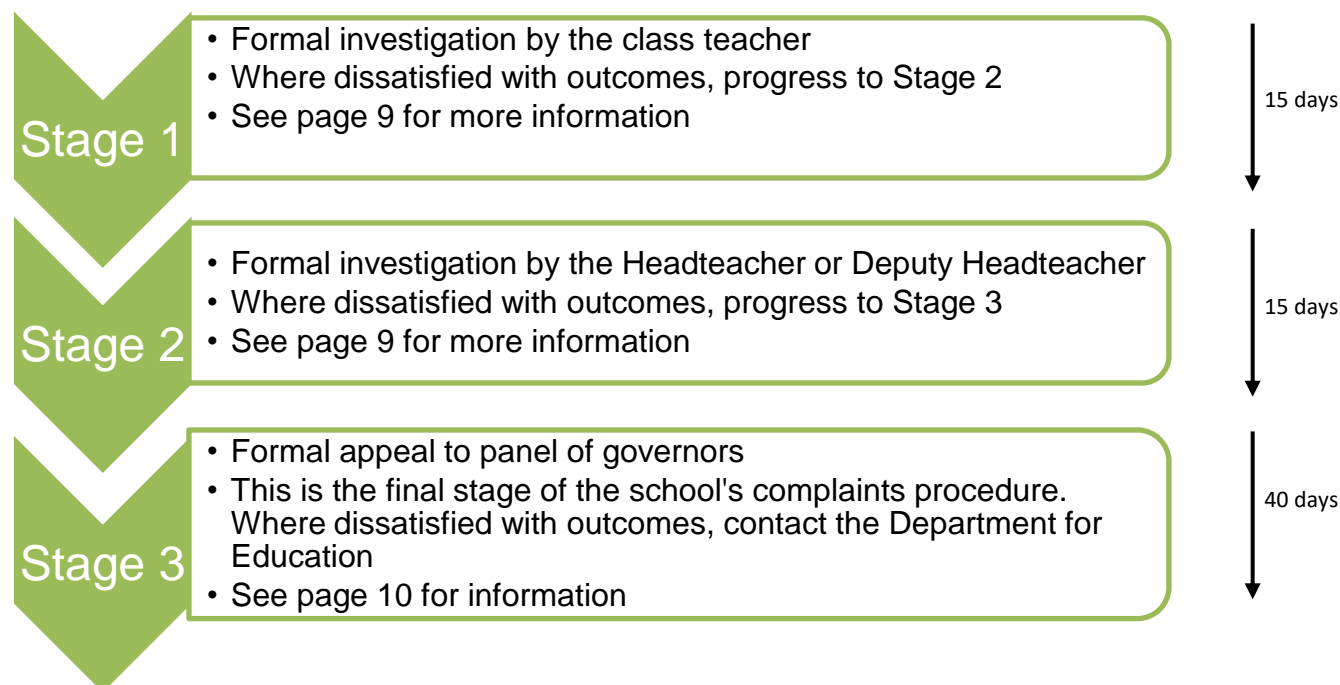 Stage 1
• Formal investigation by the class teacher
• Where dissatisfied with outcomes, progress to Stage 2
• See page 9 for more information
15 days
Stage 2
• Formal investigation by the Headteacher or Deputy Headteacher
• Where dissatisfied with outcomes, progress to Stage 3
• See page 9 for more information
15 days
Stage 3
• Formal appeal to panel of governors
• This is the final stage of the school's complaints procedure.
Where dissatisfied with outcomes, contact the Department for
Education
• See page 10 for information
40 days